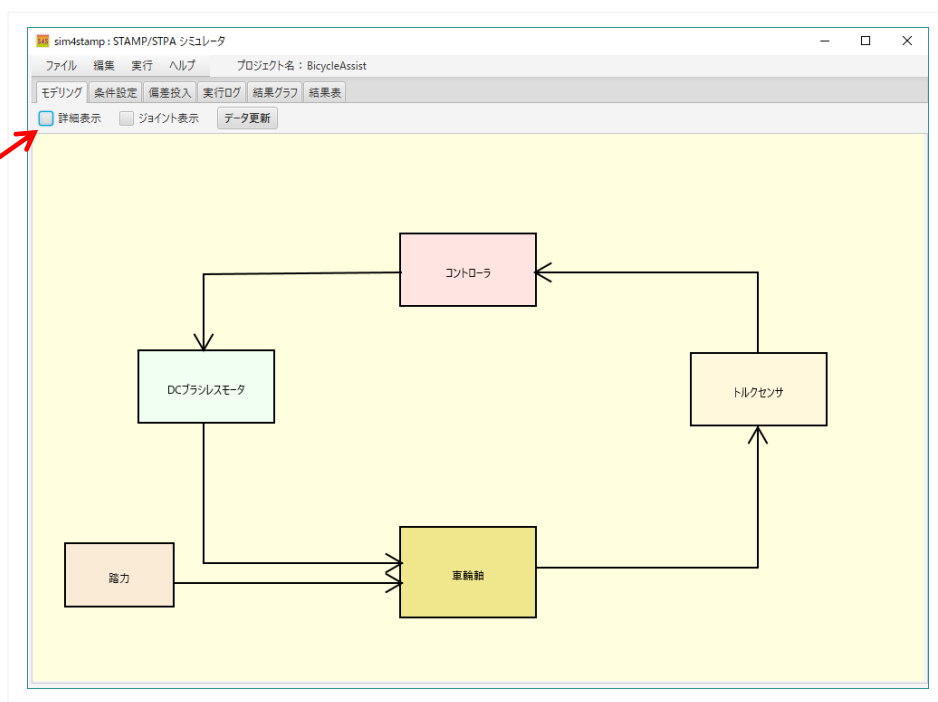 S4S sim4stamp : STAMP/STPA シミュレータ
ファイル 編集 実行 ヘルプ プロジェクト名 : BicycleAssist
モデリング 条件設定 偏差投入 実行ログ 結果グラフ 結果表
詳細表示 ジョイント表示 データ更新
コントローラ
DCブラシレスモータ
トルクセンサ
踏力
車輪軸